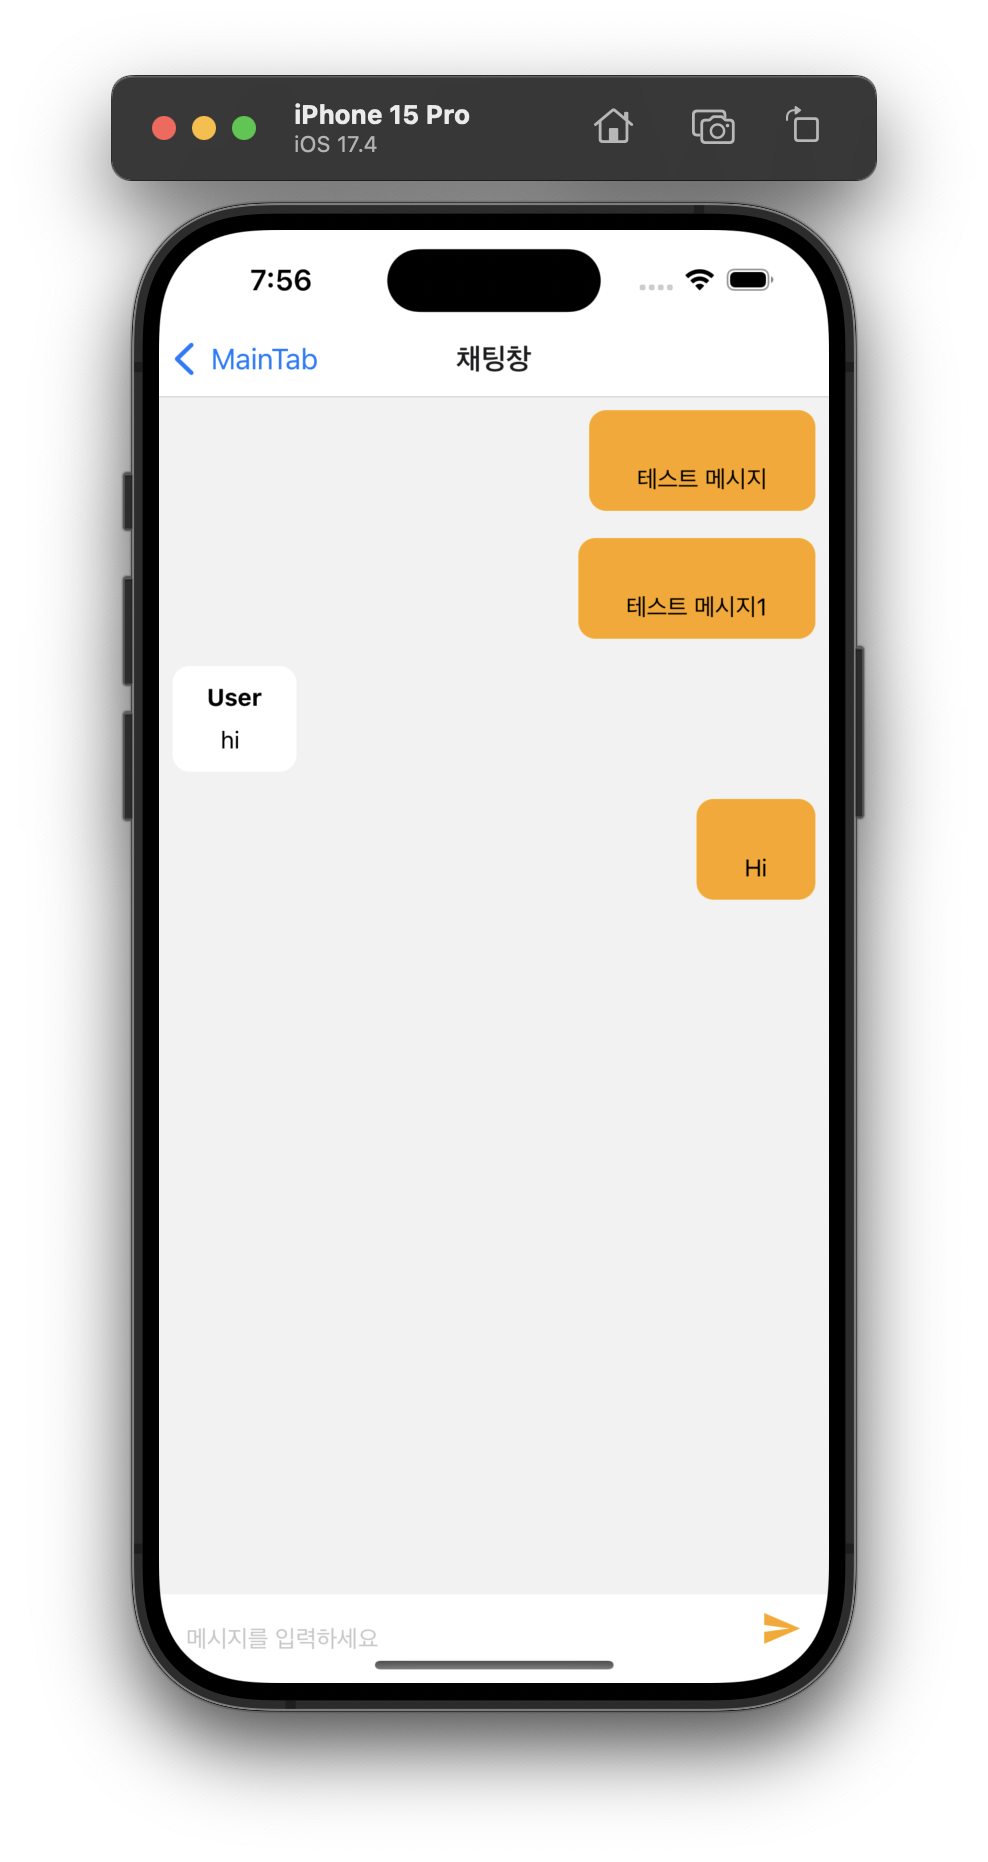 iPhone 15 Pro
iOS 17.4
7:56
MainTab
채팅창
테스트 메시지
테스트 메시지1
User
hi
Hi
메시지를 입력하세요